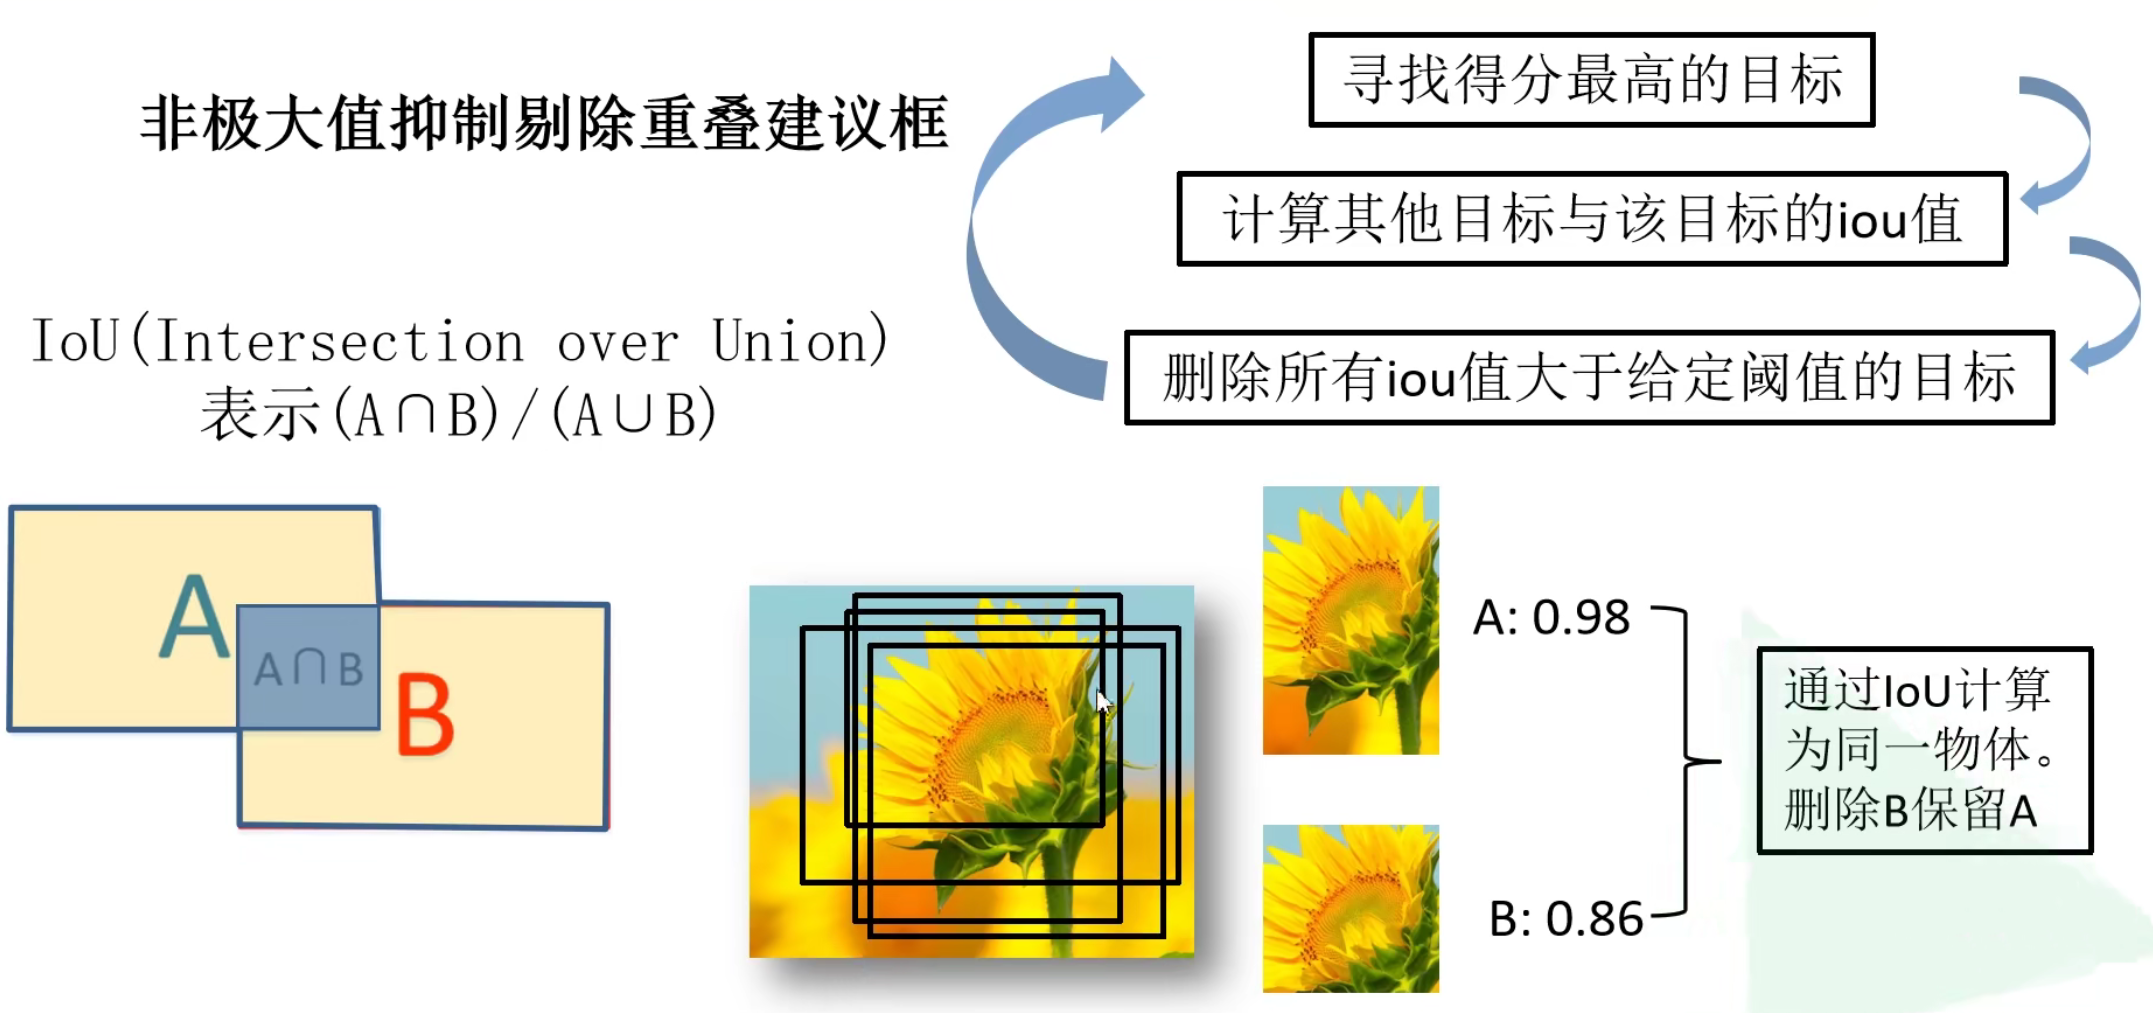 非极大值抑制剔除重叠建议框
寻找得分最高的目标
计算其他目标与该目标的iou值
删除所有iou值大于给定阈值的目标
IoU(Intersection over Union)
表示(A∩B)/(A∪B)
A
A∩B
B
A: 0.98
B: 0.86
通过IoU计算
为同一物体。
删除B保留A